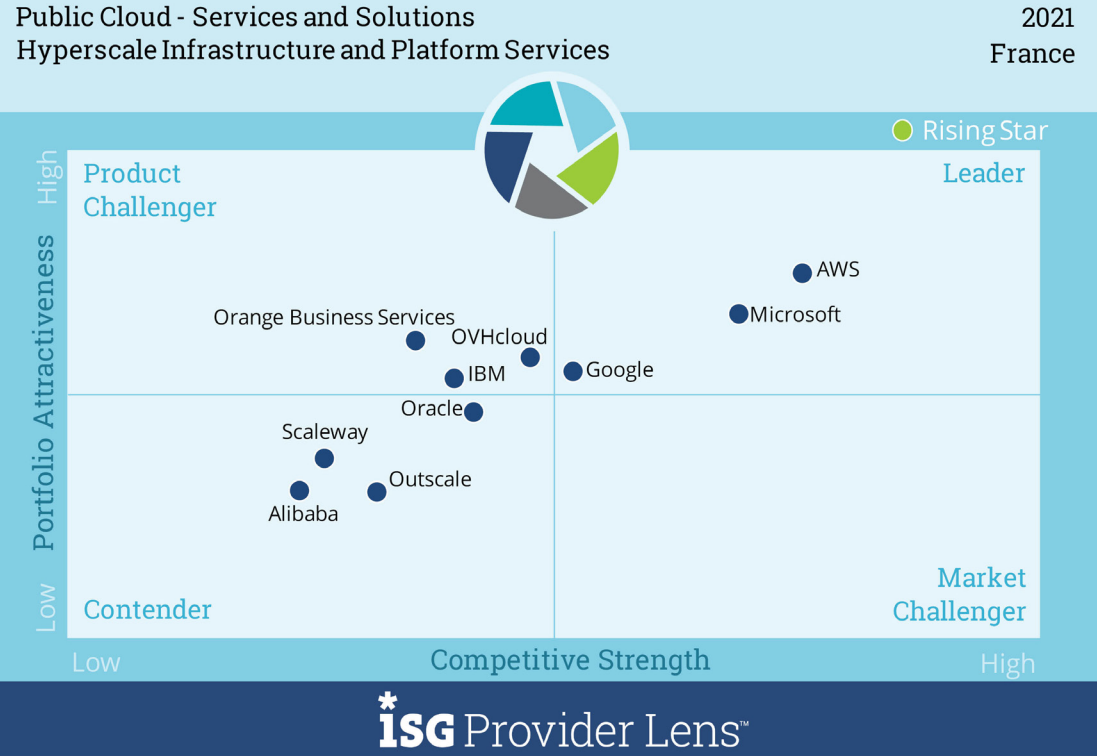 Public Cloud - Services and Solutions
Hyperscale Infrastructure and Platform Services
2021
France
Rising Star
High
Product
Challenger
Leader
Portfolio Attractiveness
AWS
Orange Business Services
Microsoft
OVHcloud
IBM
Google
Oracle
Scaleway
Outscale
Alibaba
Low
Contender
Market
Challenger
Low
Competitive Strength
High
*ISG Provider Lens™